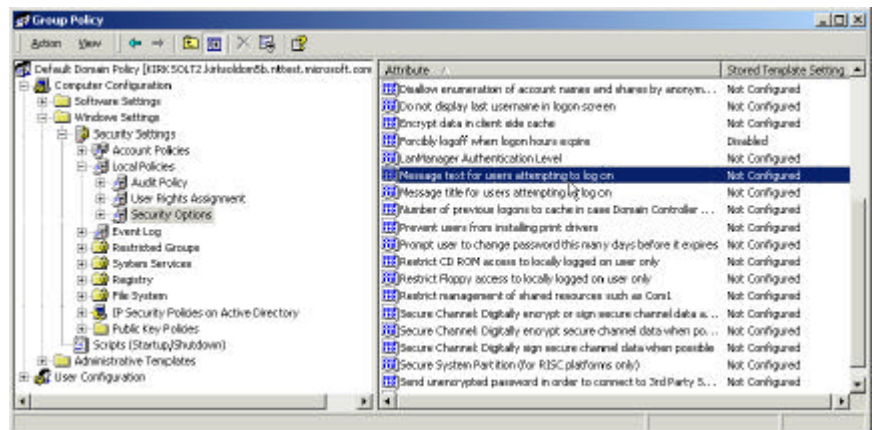 Group Policy
Action View
Default Domain Policy [KIRKSOLT2.kirksoldom5b.nttest.microsoft.com
Computer Configuration
Software Settings
Windows Settings
Security Settings
Account Policies
Local Policies
Audit Policy
User Rights Assignment
Security Options
Event Log
Restricted Groups
System Services
Registry
File System
IP Security Policies on Active Directory
Public Key Policies
Scripts (Startup/Shutdown)
Administrative Templates
User Configuration
Attribute Stored Template Setting
Disallow enumeration of account names and shares by anonym... Not Configured
Do not display last username in logon screen Not Configured
Encrypt data in client side cache Not Configured
Forcibly logoff when logon hours expire Disabled
LanManager Authentication Level Not Configured
Message text for users attempting to log on Not Configured
Message title for users attempting log on Not Configured
Number of previous logons to cache in case Domain Controller ... Not Configured
Prevent users from installing print drivers Not Configured
Prompt user to change password this many days before it expires Not Configured
Restrict CD ROM access to locally logged on user only Not Configured
Restrict Floppy access to locally logged on user only Not Configured
Restrict management of shared resources such as Com1 Not Configured
Secure Channel: Digitally encrypt or sign secure channel data a... Not Configured
Secure Channel: Digitally encrypt secure channel data when po... Not Configured
Secure Channel: Digitally sign secure channel data when possible Not Configured
Secure System Partition (for RISC platforms only) Not Configured
Send unencrypted password in order to connect to 3rd Party S... Not Configured